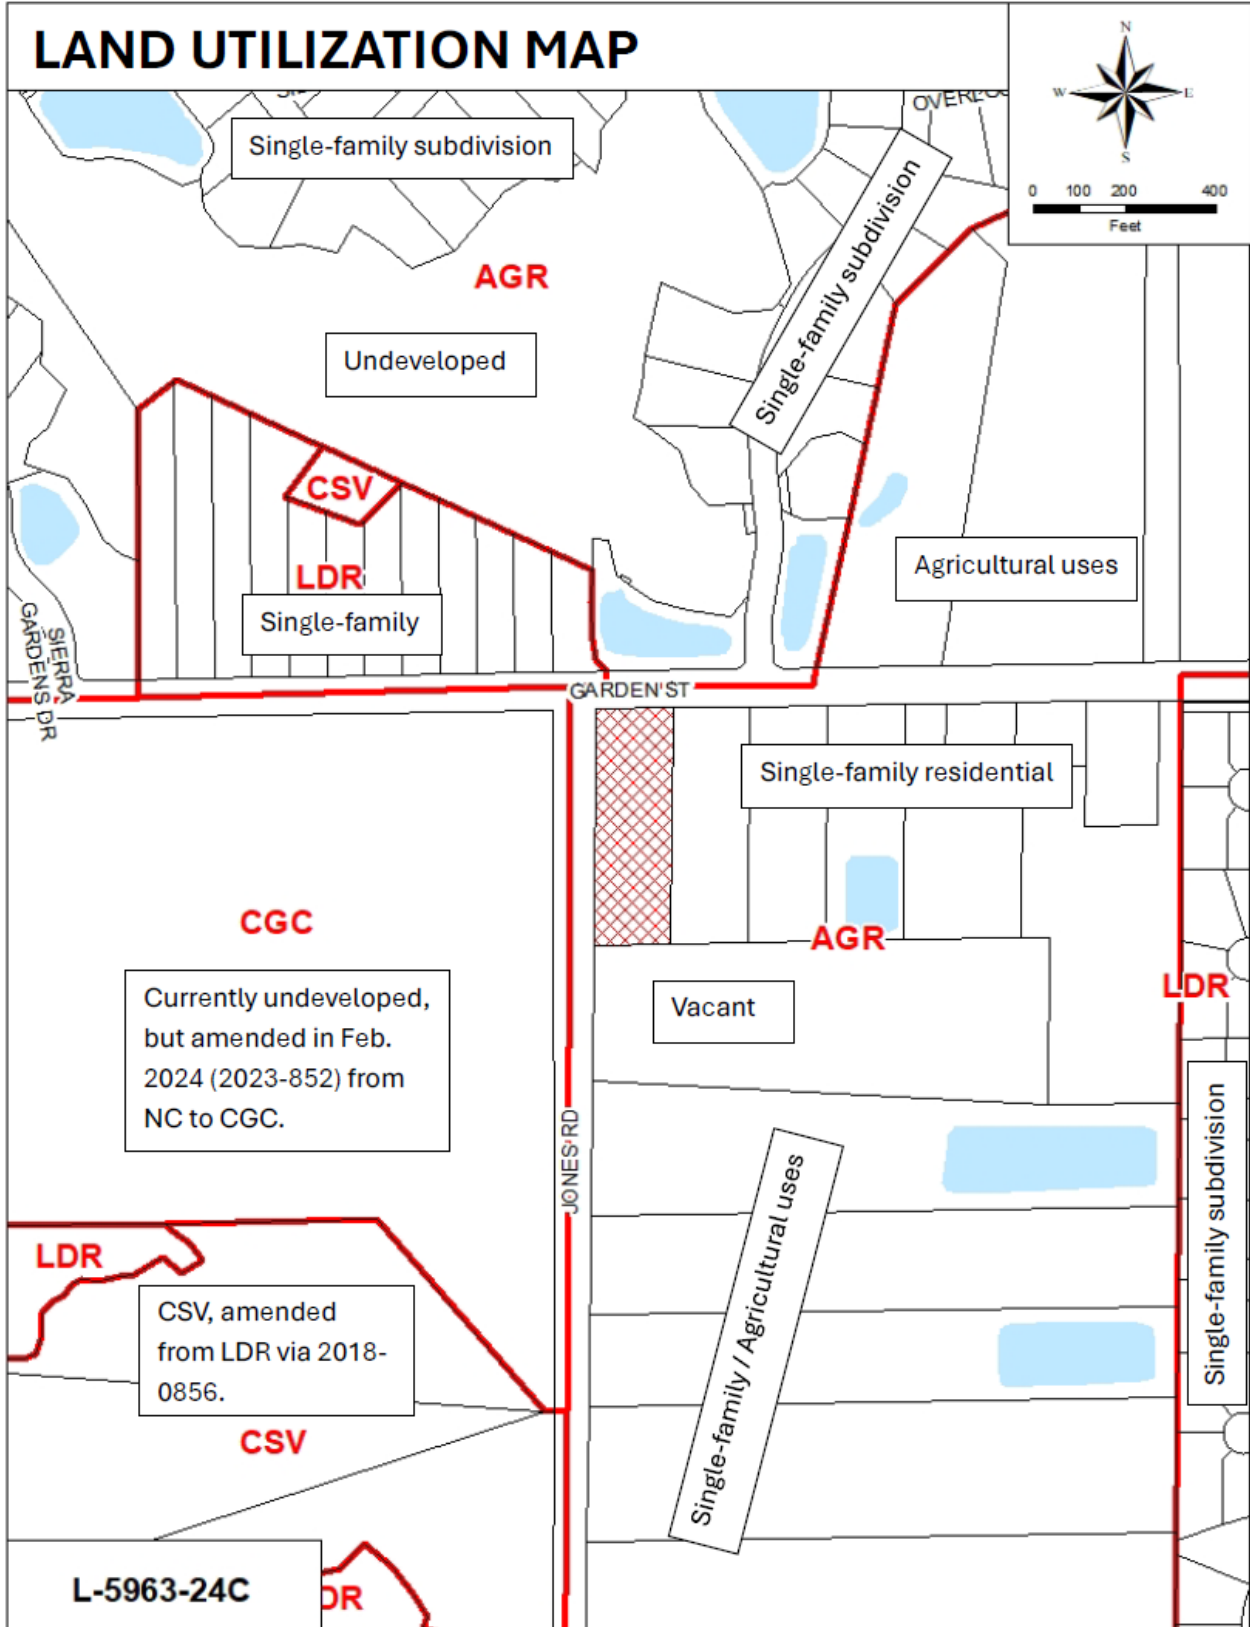 LAND UTILIZATION MAP
N
W
E
S
0 100 200 400
Feet
Single-family subdivision
Single-family subdivision
AGR
Undeveloped
CSV
LDR
Single-family
Agricultural uses
SIERRA
GARDENS DR
GARDEN ST
Single-family residential
CGC
AGR
LDR
Currently undeveloped,
but amended in Feb.
2024 (2023-852) from
NC to CGC.
Vacant
JONES RD
Single-family / Agricultural uses
Single-family subdivision
LDR
CSV, amended
from LDR via 2018-
0856.
CSV
L-5963-24C
DR